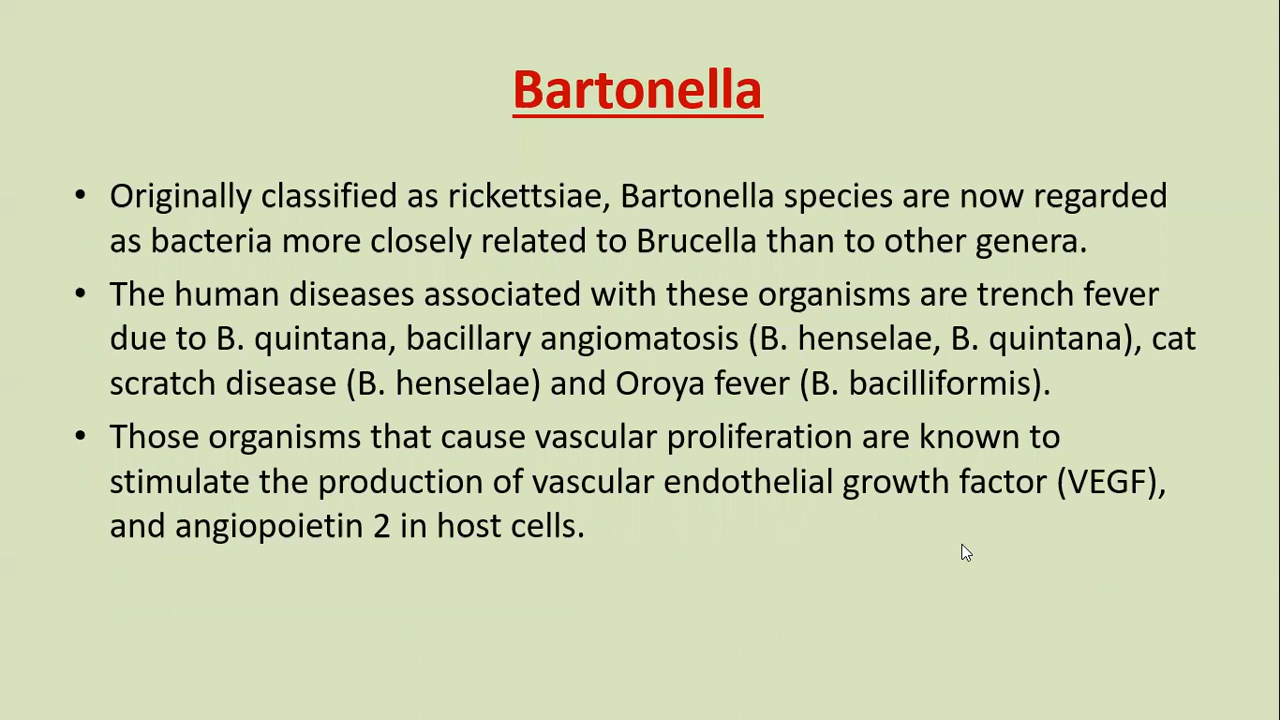 Bartonella
• Originally classified as rickettsiae, Bartonella species are now regarded
as bacteria more closely related to Brucella than to other genera.
• The human diseases associated with these organisms are trench fever
due to B. quintana, bacillary angiomatosis (B. henselae, B. quintana), cat
scratch disease (B. henselae) and Oroya fever (B. bacilliformis).
• Those organisms that cause vascular proliferation are known to
stimulate the production of vascular endothelial growth factor (VEGF),
and angiopoietin 2 in host cells.